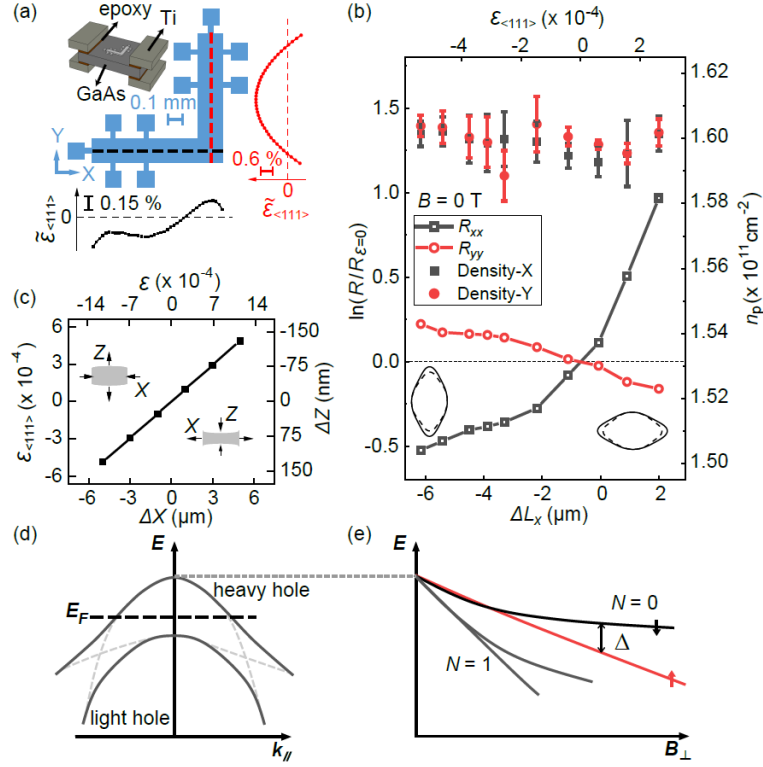 (a)
epoxy
Ti
GaAs
0.1 mm
Y
X
0.6 %
0
ε̃<111>
0.15 %
0
ε̃<111>
(b)
ε<111> (x 10⁻⁴)
-4 -2 0 2
1.5
1.0
0.5
0.0
-0.5
ln(R/Rε=0)
1.62
1.60
1.58
1.56
1.54
1.52
1.50
np(x 10¹¹cm⁻²)
B = 0 T
Rxx
Ryy
Density-X
Density-Y
-6 -4 -2 0 2
ΔLx (μm)
(c)
ε (x 10⁻⁴)
-14 -7 0 7 14
6
3
0
-3
-6
ε<111> (x 10⁻⁴)
-150
-75
0
75
150
ΔZ (nm)
Z
X
X
Z
-6 -3 0 3 6
ΔX (μm)
(d)
E
heavy hole
EF
light hole
k//
(e)
E
N = 0
Δ
N = 1
B⊥